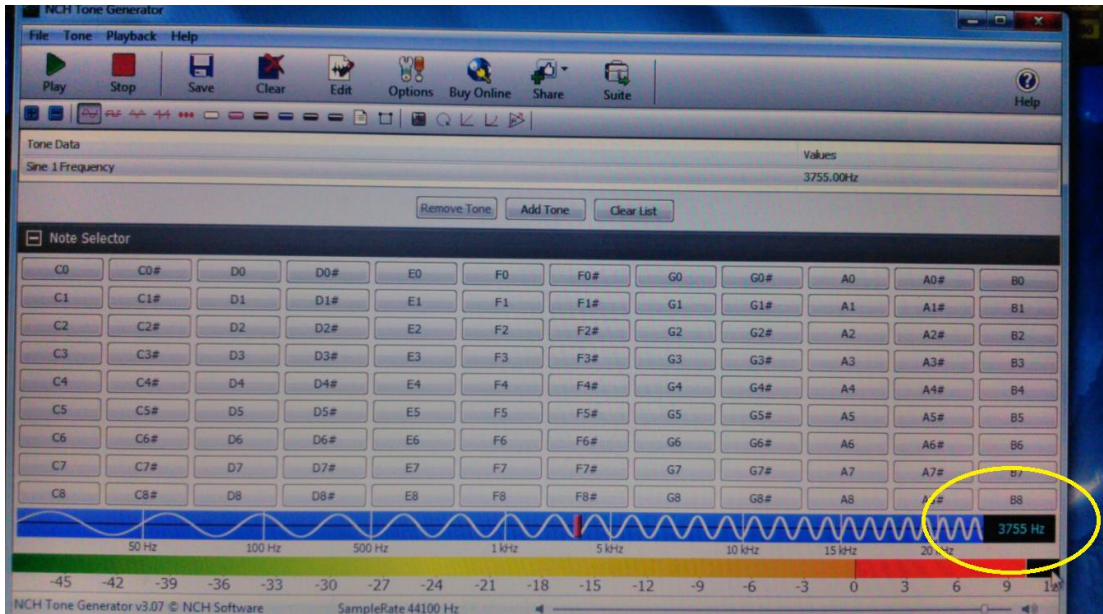 NCH Tone Generator
File Tone Playback Help
Play Stop Save Clear Edit Options Buy Online Share Suite Help
Tone Data Values
Sine 1 Frequency 3755.00Hz
Remove Tone Add Tone Clear List
Note Selector
C0 C0# D0 D0# E0 F0 F0# G0 G0# A0 A0# B0
C1 C1# D1 D1# E1 F1 F1# G1 G1# A1 A1# B1
C2 C2# D2 D2# E2 F2 F2# G2 G2# A2 A2# B2
C3 C3# D3 D3# E3 F3 F3# G3 G3# A3 A3# B3
C4 C4# D4 D4# E4 F4 F4# G4 G4# A4 A4# B4
C5 C5# D5 D5# E5 F5 F5# G5 G5# A5 A5# B5
C6 C6# D6 D6# E6 F6 F6# G6 G6# A6 A6# B6
C7 C7# D7 D7# E7 F7 F7# G7 G7# A7 A7# B7
C8 C8# D8 D8# E8 F8 F8# G8 G8# A8 A8# B8
3755 Hz
50 Hz 100 Hz 500 Hz 1 kHz 5 kHz 10 kHz 15 kHz 20 kHz
-45 -42 -39 -36 -33 -30 -27 -24 -21 -18 -15 -12 -9 -6 -3 0 3 6 9
NCH Tone Generator v3.07 © NCH Software SampleRate 44100 Hz